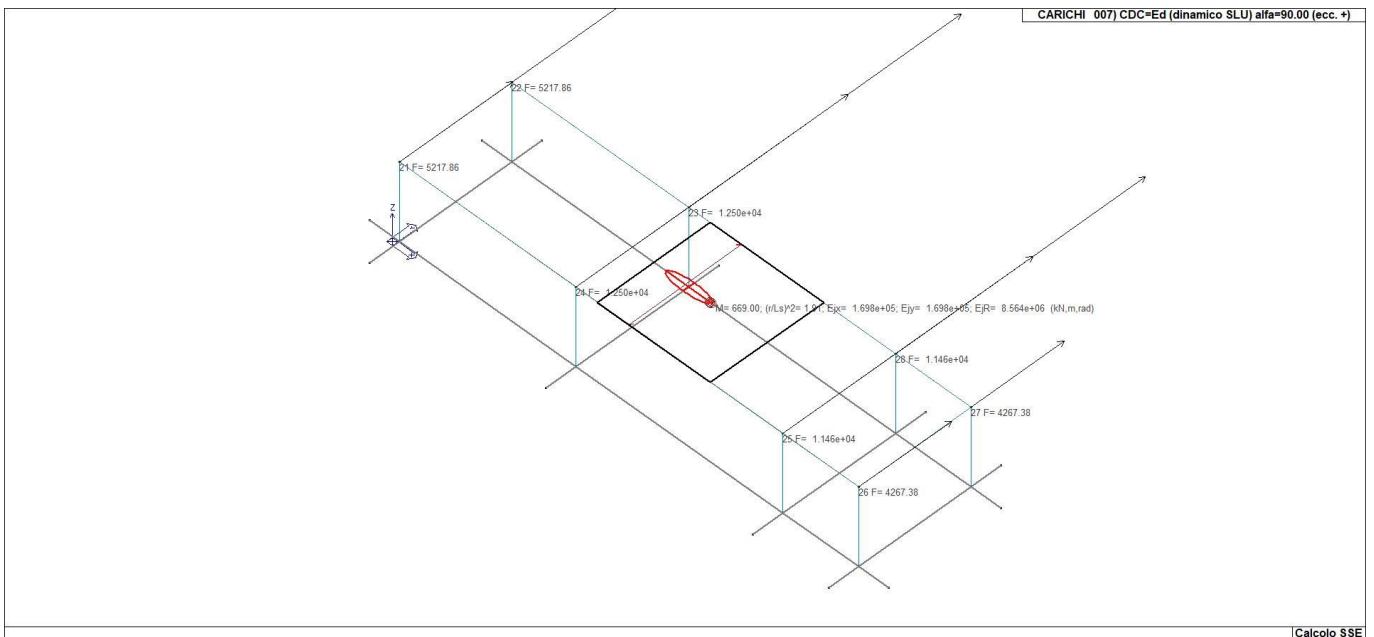 CARICHI 007) CDC=Ed (dinamico SLU) alfa=90.00 (ecc. +)
22 F= 5217.86
21 F= 5217.86
Z
23 F= 1.250e+04
24 F= 1.250e+04
M= 669.00; (r/Ls)^2= 1.91; Ejx= 1.698e+05; Ejy= 1.698e+05; EjR= 8.564e+06 (kN,m,rad)
28 F= 1.146e+04
27 F= 4267.38
25 F= 1.146e+04
26 F= 4267.38
Calcolo SSE